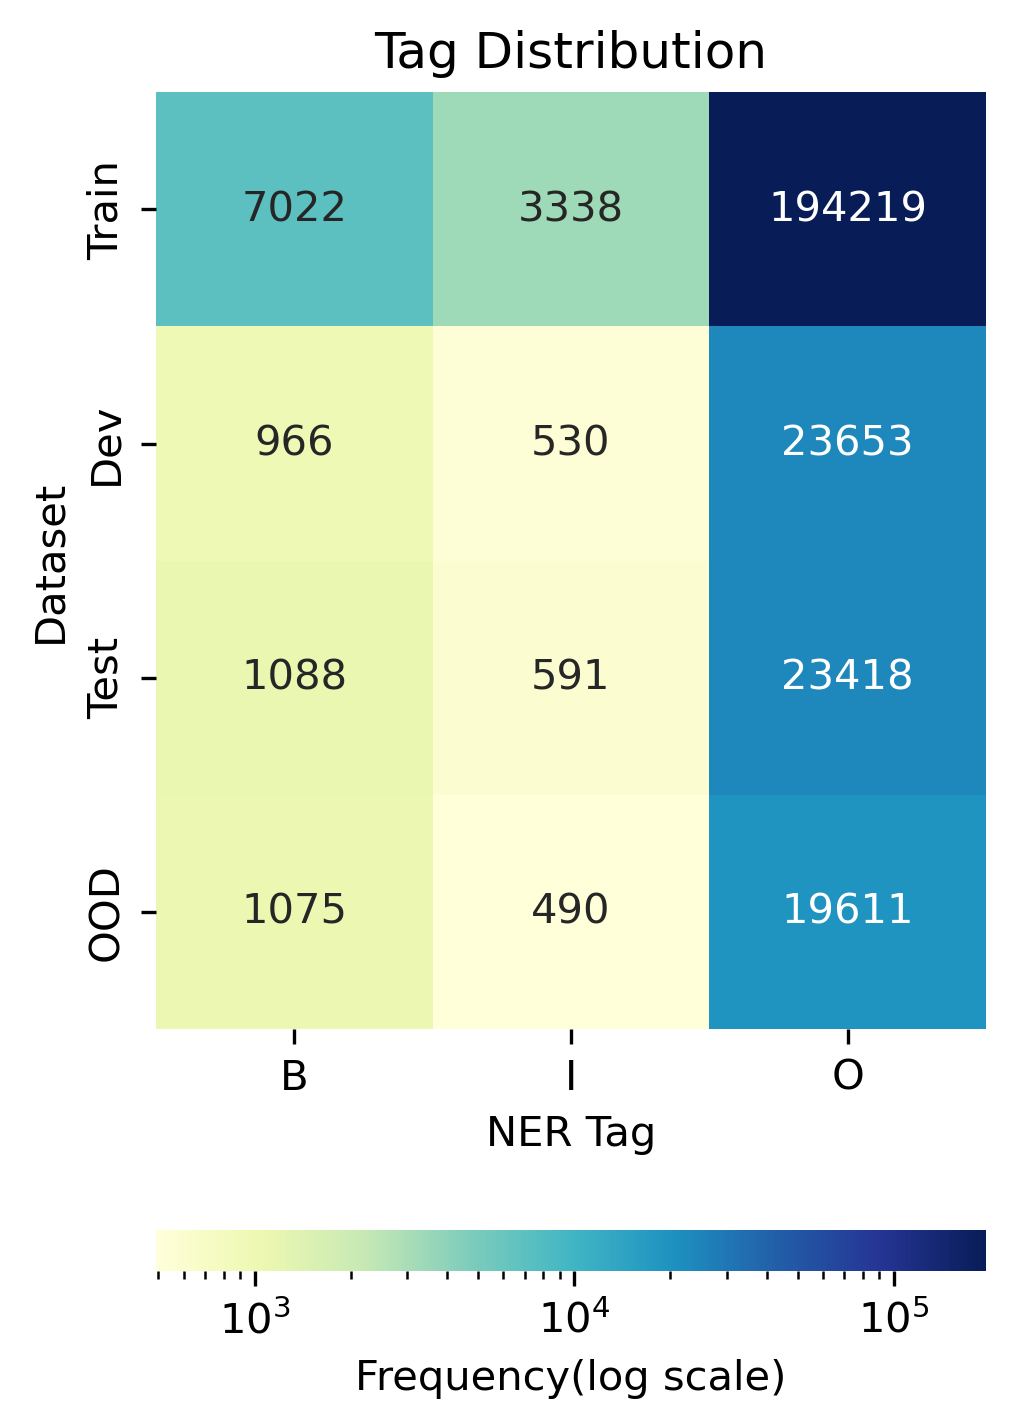 Tag Distribution
Dataset
Train 7022 3338 194219
Dev 966 530 23653
Test 1088 591 23418
OOD 1075 490 19611
B I O
NER Tag
10³ 10⁴ 10⁵
Frequency(log scale)